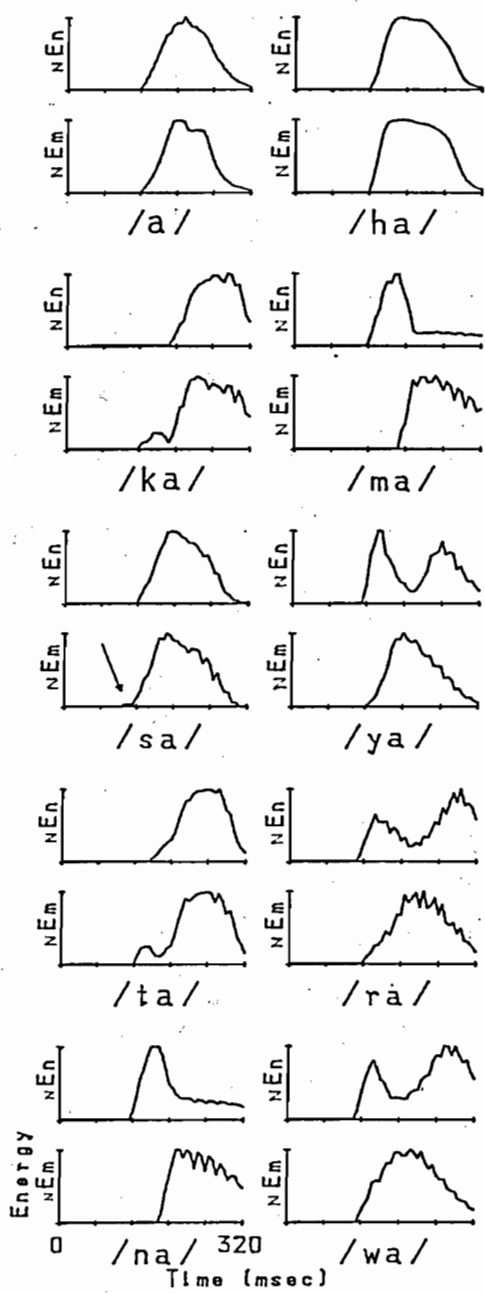 NEn NEn
NEm NEm
/a/ /ha/
NEn NEn
NEm NEm
/ka/ /ma/
NEn NEn
NEm NEm
/sa/ /ya/
NEn NEn
NEm NEm
/ta/ /ra/
NEn NEn
NEm NEm
Energy
0 320
/na/ /wa/
Time (msec)